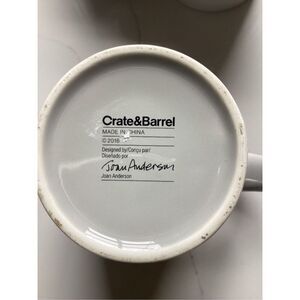 Crate&Barrel
MADE IN CHINA
©2016
Designed by/Conçu par/
Diseñado por
Joan Anderson
Joan Anderson